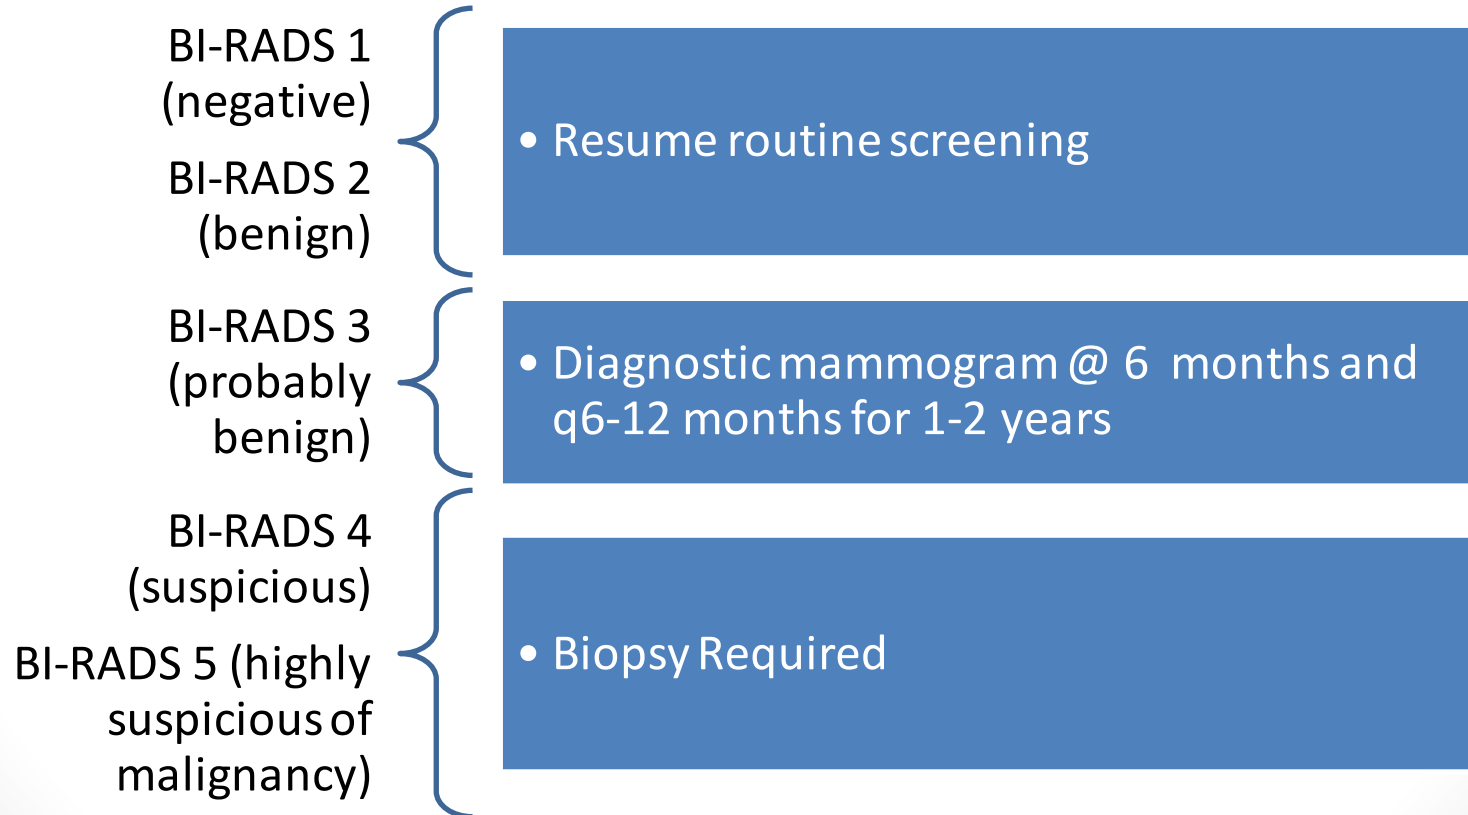 BI-RADS 1
(negative)
BI-RADS 2
(benign)
• Resume routine screening
BI-RADS 3
(probably
benign)
• Diagnostic mammogram @ 6 months and
q6-12 months for 1-2 years
BI-RADS 4
(suspicious)
BI-RADS 5 (highly
suspicious of
malignancy)
• Biopsy Required